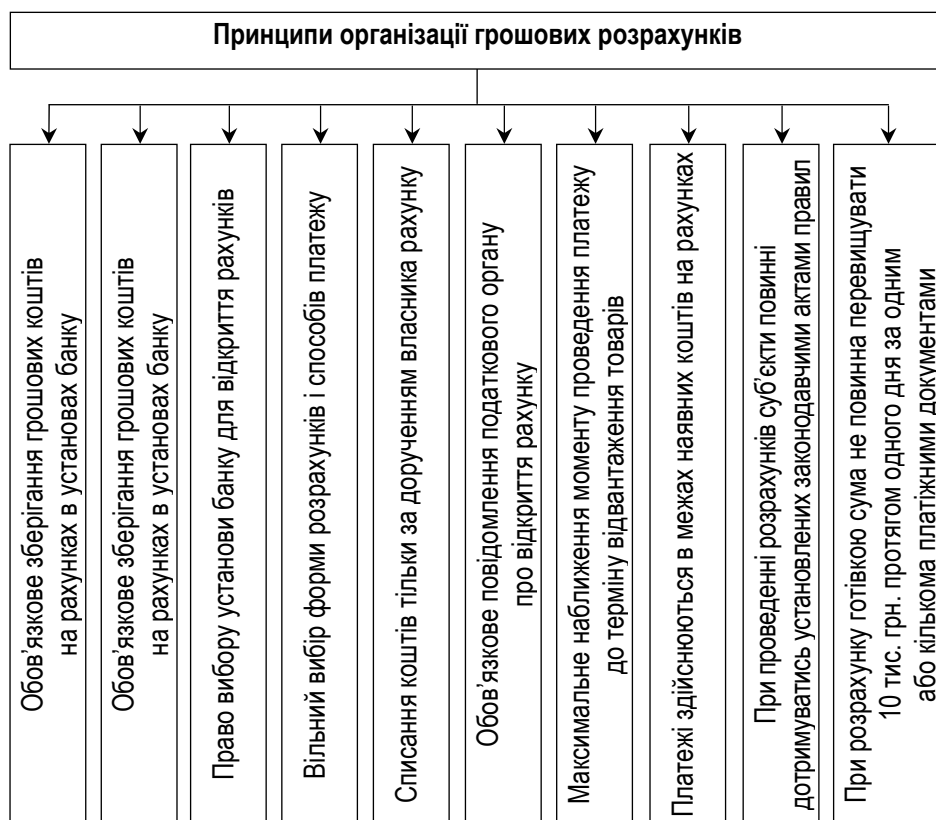 Принципи організації грошових розрахунків
Обов’язкове зберігання грошових коштів
на рахунках в установах банку
Обов’язкове зберігання грошових коштів
на рахунках в установах банку
Право вибору установи банку для відкриття рахунків
Вільний вибір форми розрахунків і способів платежу
Списання коштів тільки за дорученням власника рахунку
Обов’язкове повідомлення податкового органу
про відкриття рахунку
Максимальне наближення моменту проведення платежу
до терміну відвантаження товарів
Платежі здійснюються в межах наявних коштів на рахунках
При проведенні розрахунків суб’єкти повинні
дотримуватись установлених законодавчими актами правил
При розрахунку готівкою сума не повинна перевищувати
10 тис. грн. протягом одного дня за одним
або кількома платіжними документами